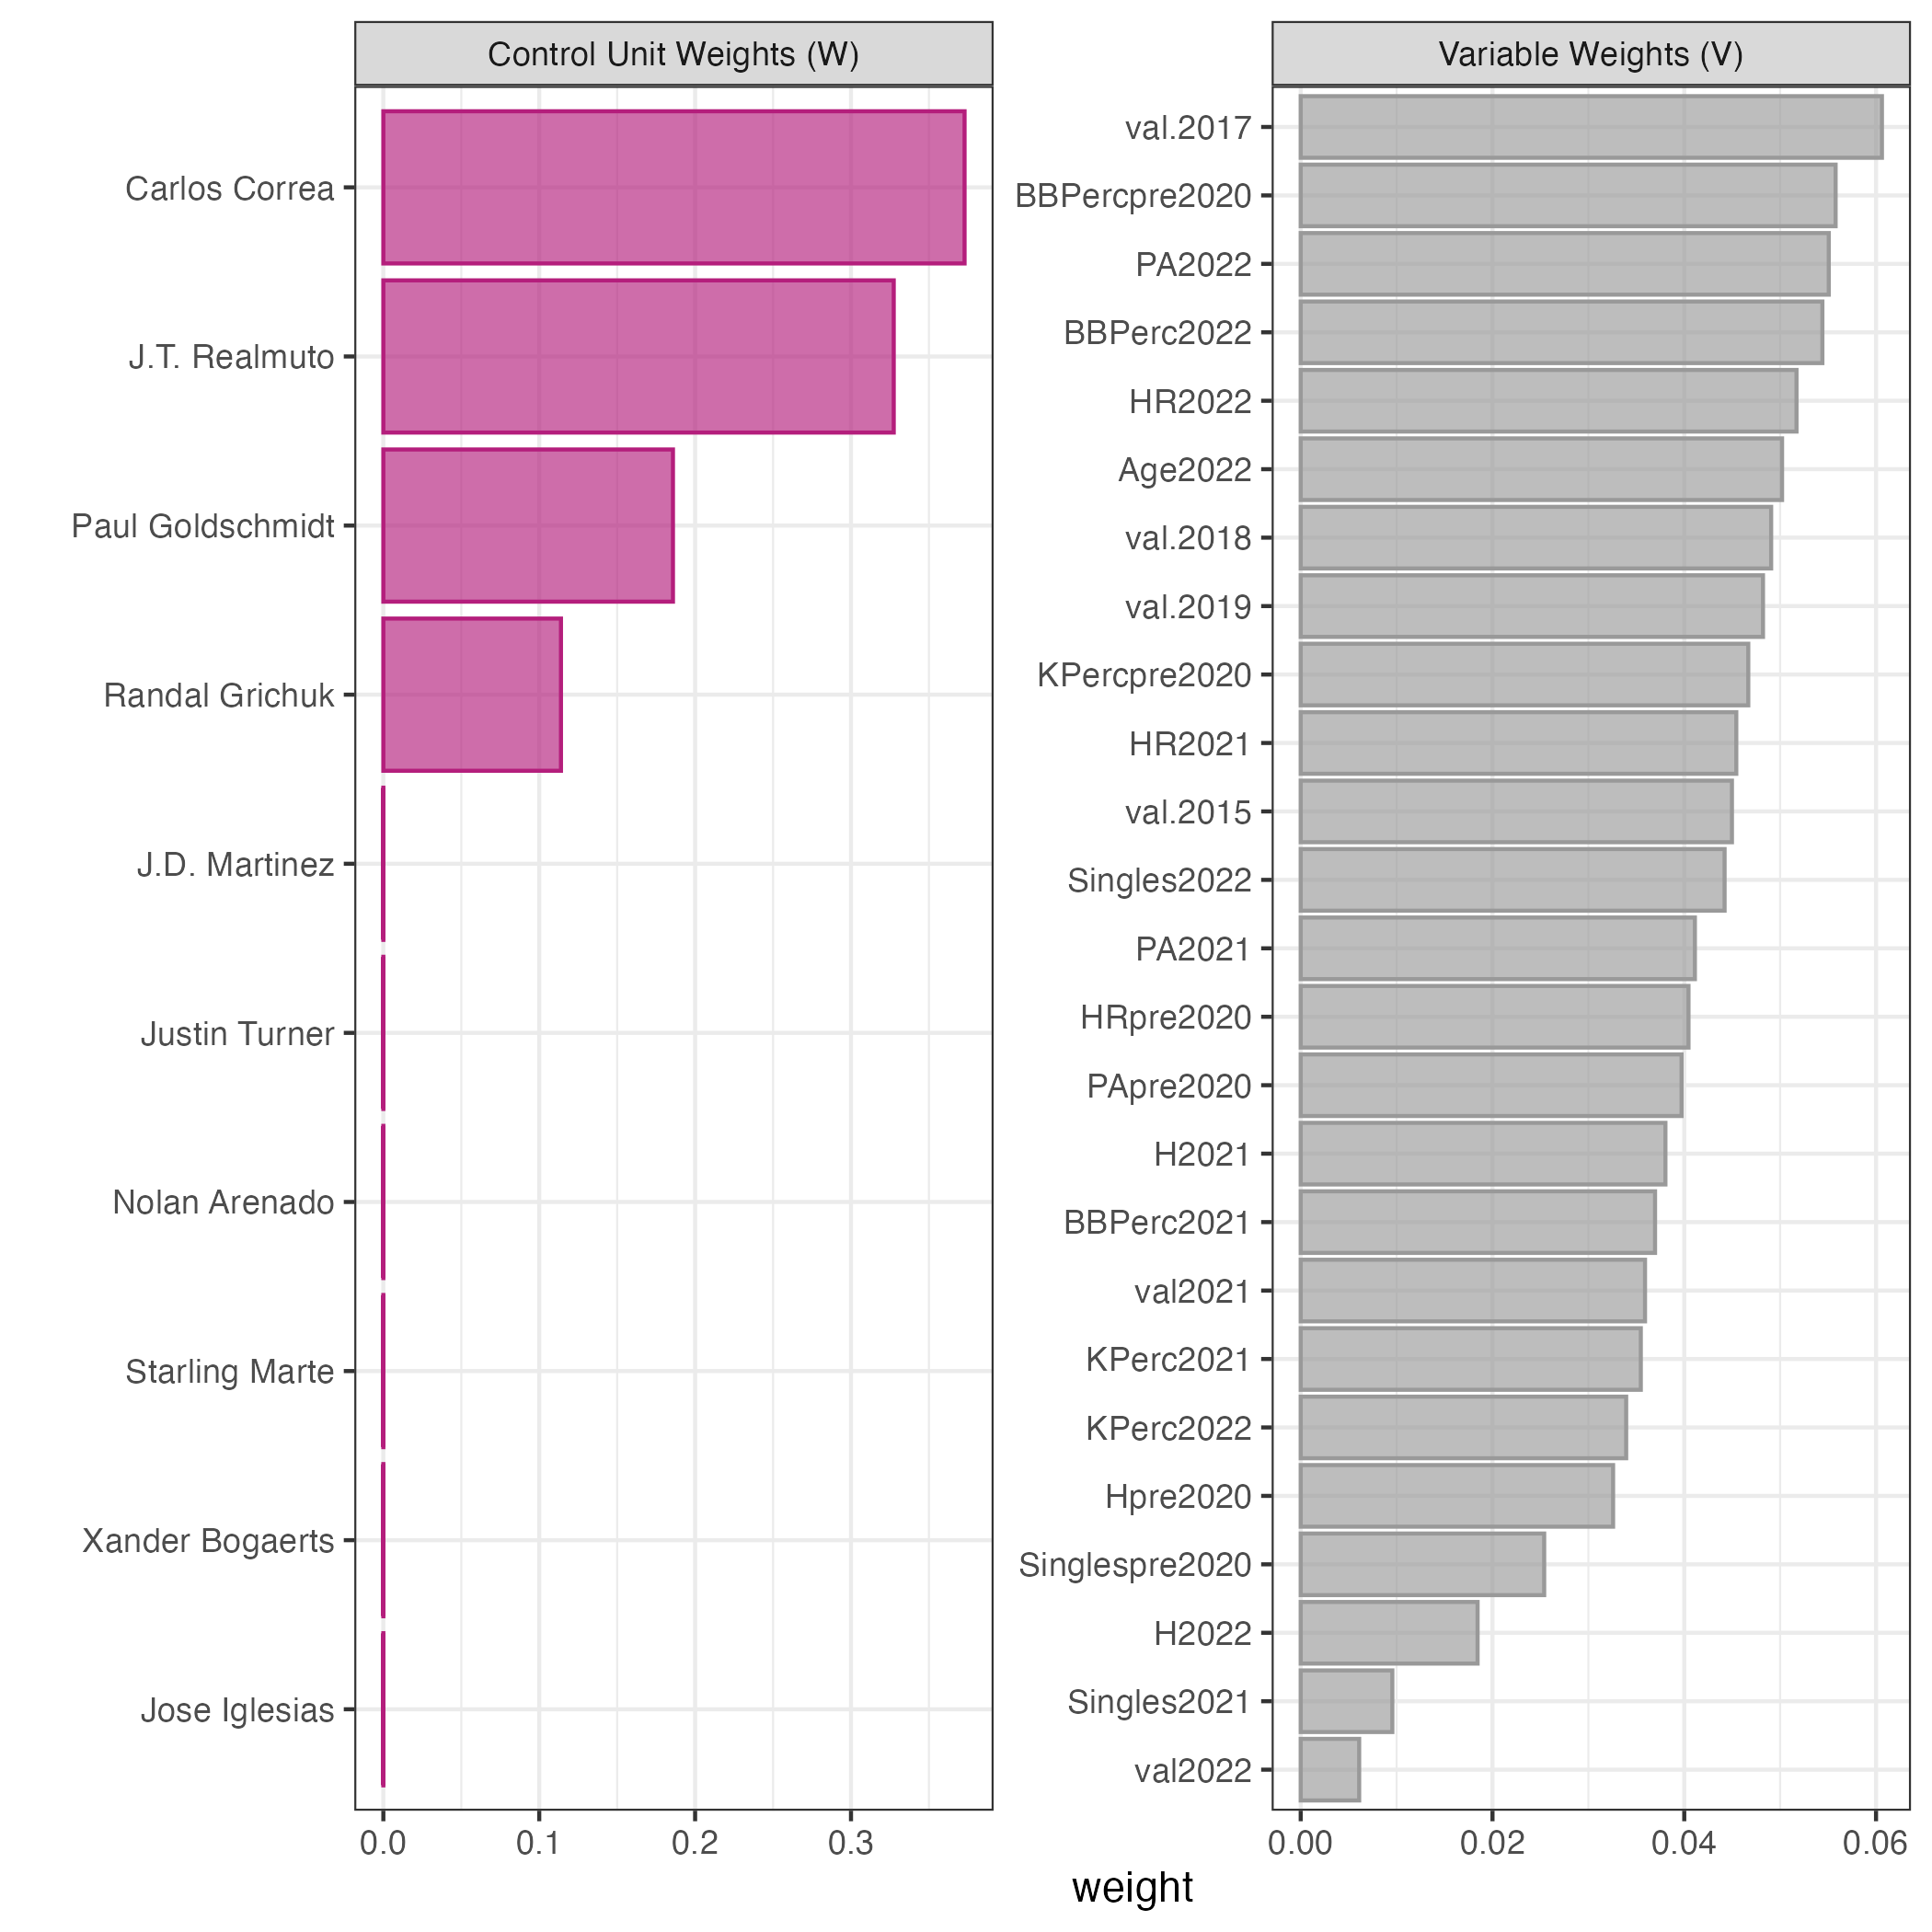 Control Unit Weights (W)
Carlos Correa
J.T. Realmuto
Paul Goldschmidt
Randal Grichuk
J.D. Martinez
Justin Turner
Nolan Arenado
Starling Marte
Xander Bogaerts
Jose Iglesias
0.0 0.1 0.2 0.3
Variable Weights (V)
val.2017
BBPercpre2020
PA2022
BBPerc2022
HR2022
Age2022
val.2018
val.2019
KPercpre2020
HR2021
val.2015
Singles2022
PA2021
HRpre2020
PApre2020
H2021
BBPerc2021
val2021
KPerc2021
KPerc2022
Hpre2020
Singlespre2020
H2022
Singles2021
val2022
0.00 0.02 0.04 0.06
weight